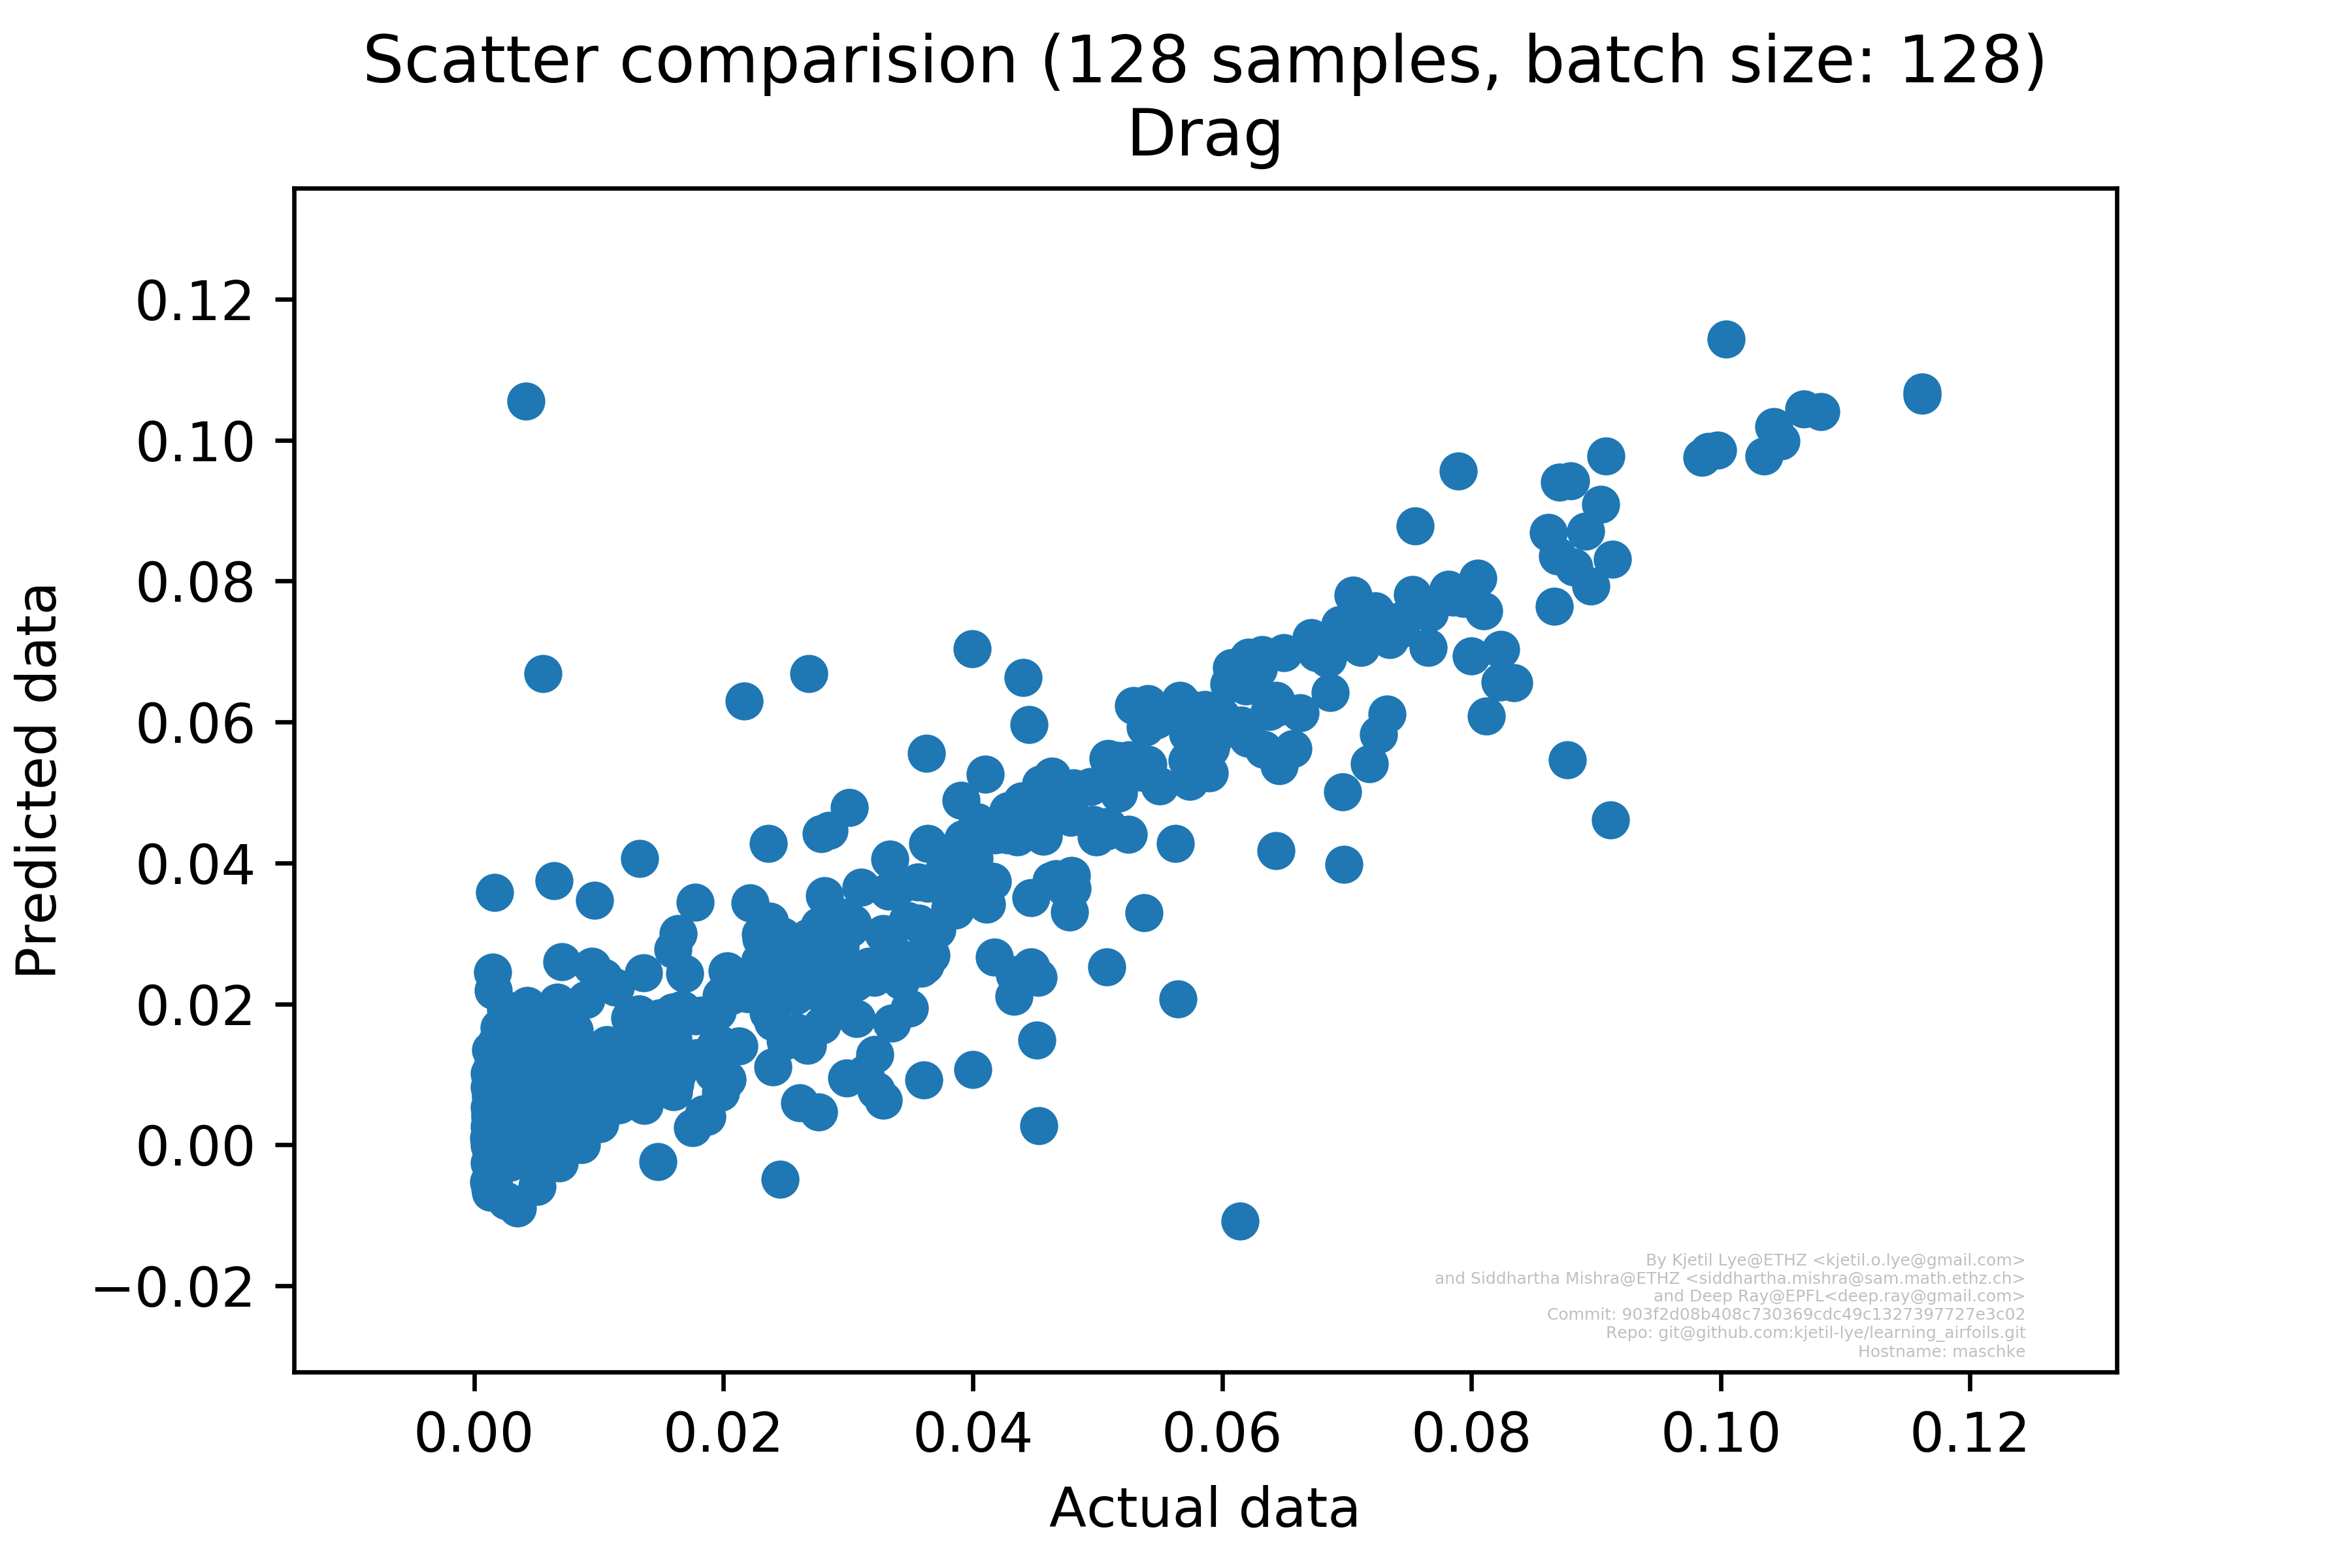 Scatter comparision (128 samples, batch size: 128)
Drag
0.12
0.10
0.08
0.06
0.04
0.02
0.00
−0.02
Predicted data
By Kjetil Lye@ETHZ <kjetil.o.lye@gmail.com>
and Siddhartha Mishra@ETHZ <siddhartha.mishra@sam.math.ethz.ch>
and Deep Ray@EPFL<deep.ray@gmail.com>
Commit: 903f2d08b408c730369cdc49c1327397727e3c02
Repo: git@github.com:kjetil-lye/learning_airfoils.git
Hostname: maschke
0.00 0.02 0.04 0.06 0.08 0.10 0.12
Actual data